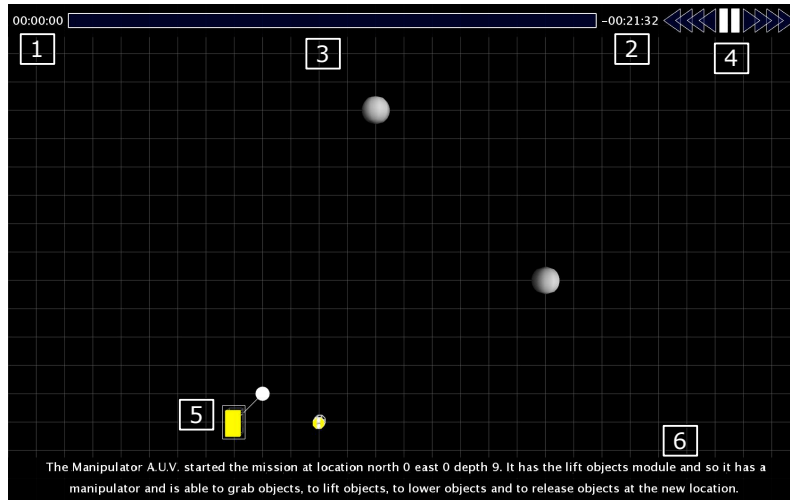 00:00:00 -00:21:32
1 3 2 4
5
6
The Manipulator A.U.V. started the mission at location north 0 east 0 depth 9. It has the lift objects module and so it has a
manipulator and is able to grab objects, to lift objects, to lower objects and to release objects at the new location.